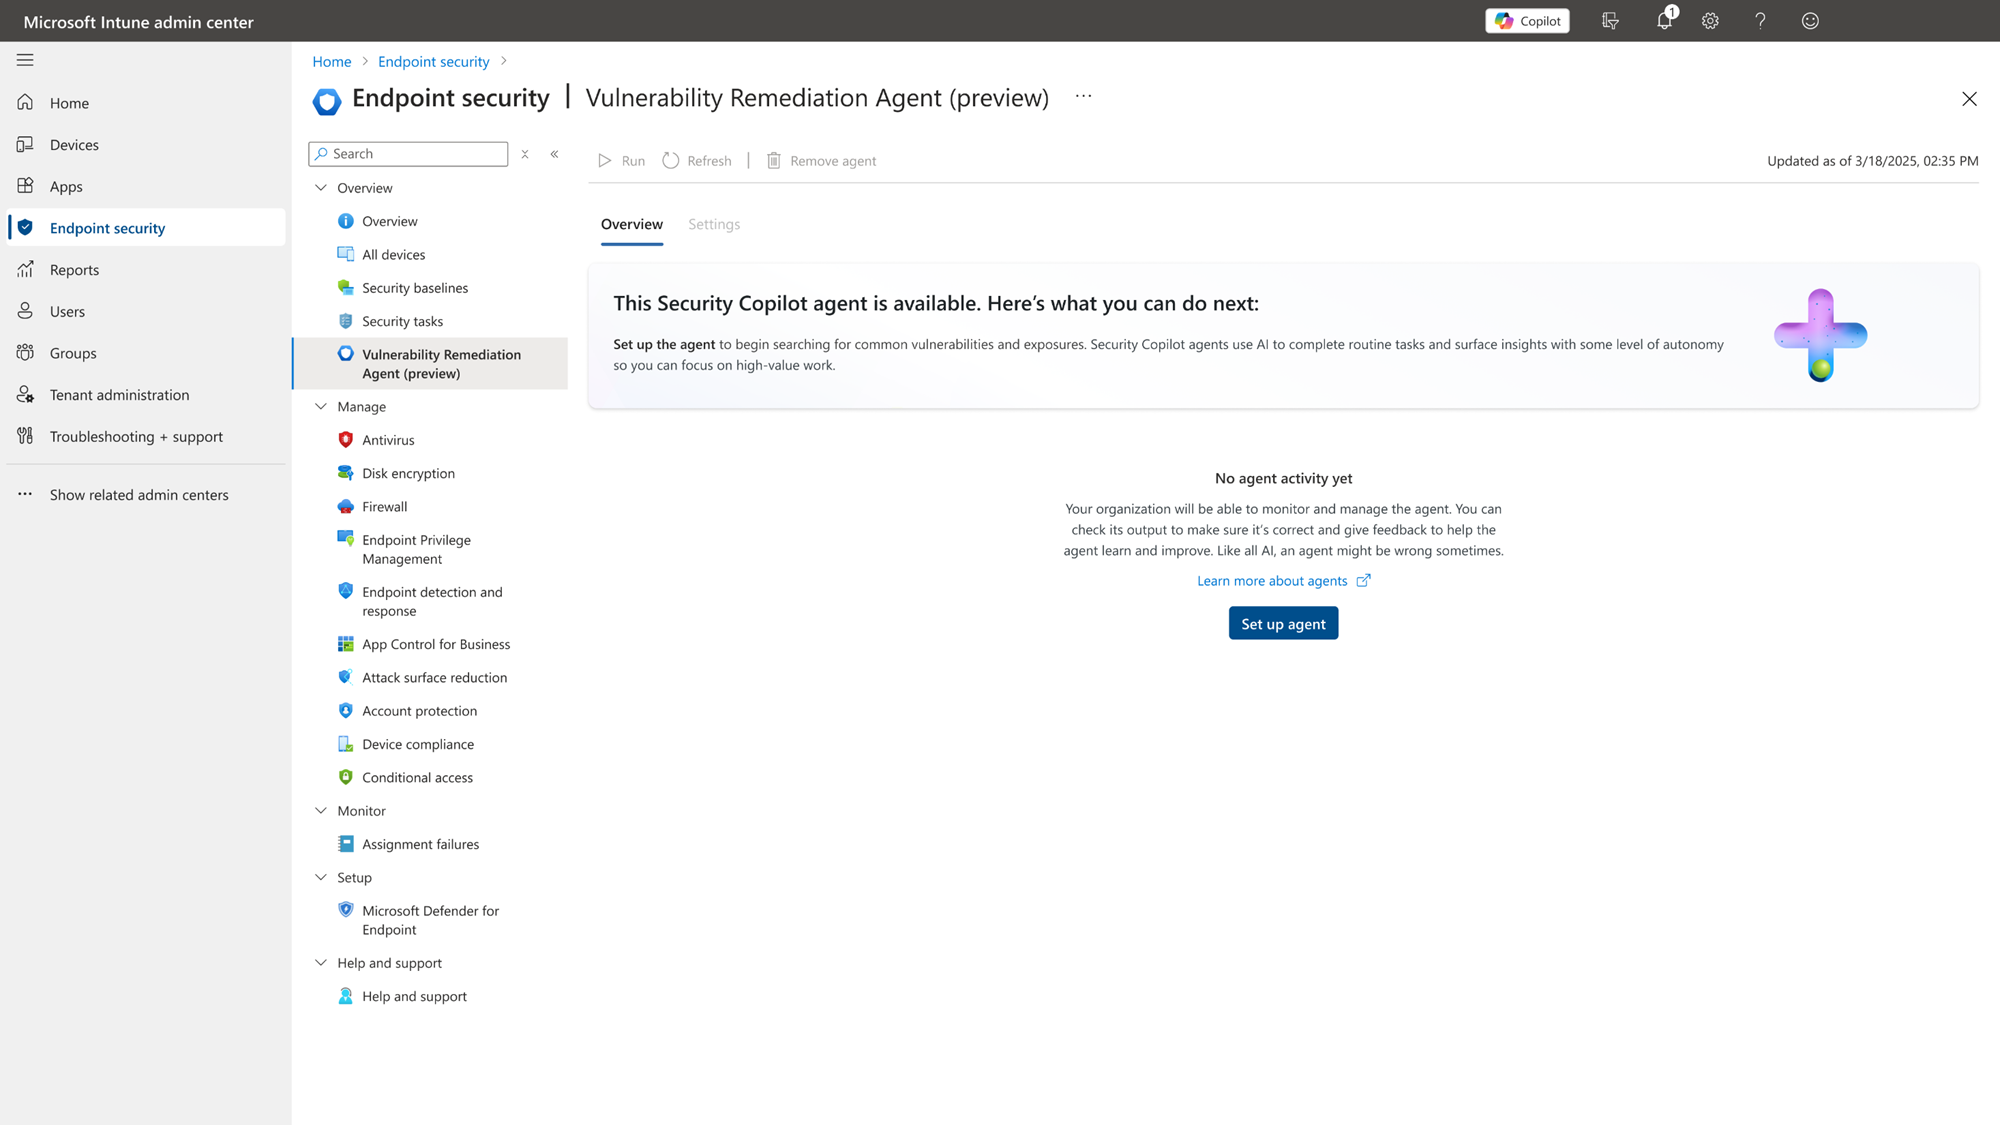 Microsoft Intune admin center
Copilot
1
Home
Devices
Apps
Endpoint security
Reports
Users
Groups
Tenant administration
Troubleshooting + support
Show related admin centers
Home > Endpoint security >
Endpoint security | Vulnerability Remediation Agent (preview) ...
Search
Overview
Overview
All devices
Security baselines
Security tasks
Vulnerability Remediation
Agent (preview)
Manage
Antivirus
Disk encryption
Firewall
Endpoint Privilege
Management
Endpoint detection and
response
App Control for Business
Attack surface reduction
Account protection
Device compliance
Conditional access
Monitor
Assignment failures
Setup
Microsoft Defender for
Endpoint
Help and support
Help and support
Run Refresh | Remove agent
Updated as of 3/18/2025, 02:35 PM
Overview Settings
This Security Copilot agent is available. Here’s what you can do next:
Set up the agent to begin searching for common vulnerabilities and exposures. Security Copilot agents use AI to complete routine tasks and surface insights with some level of autonomy
so you can focus on high-value work.
No agent activity yet
Your organization will be able to monitor and manage the agent. You can
check its output to make sure it’s correct and give feedback to help the
agent learn and improve. Like all AI, an agent might be wrong sometimes.
Learn more about agents
Set up agent